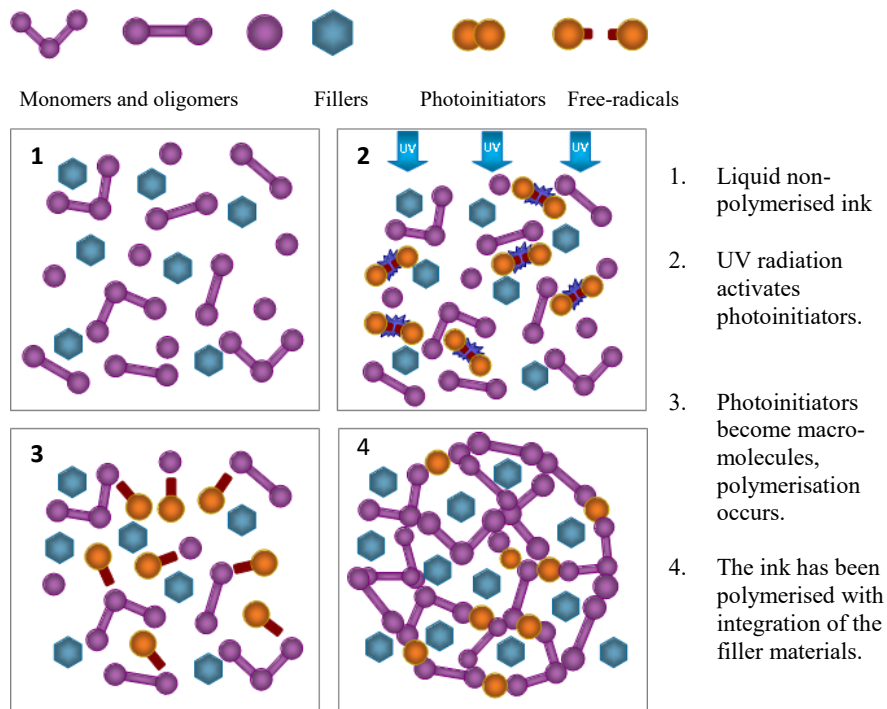 Monomers and oligomers
Fillers
Photoinitiators
Free-radicals
1
2
UV
UV
UV
3
4
1. Liquid non-
polymerised ink
2. UV radiation
activates
photoinitiators.
3. Photoinitiators
become macro-
molecules,
polymerisation
occurs.
4. The ink has been
polymerised with
integration of the
filler materials.